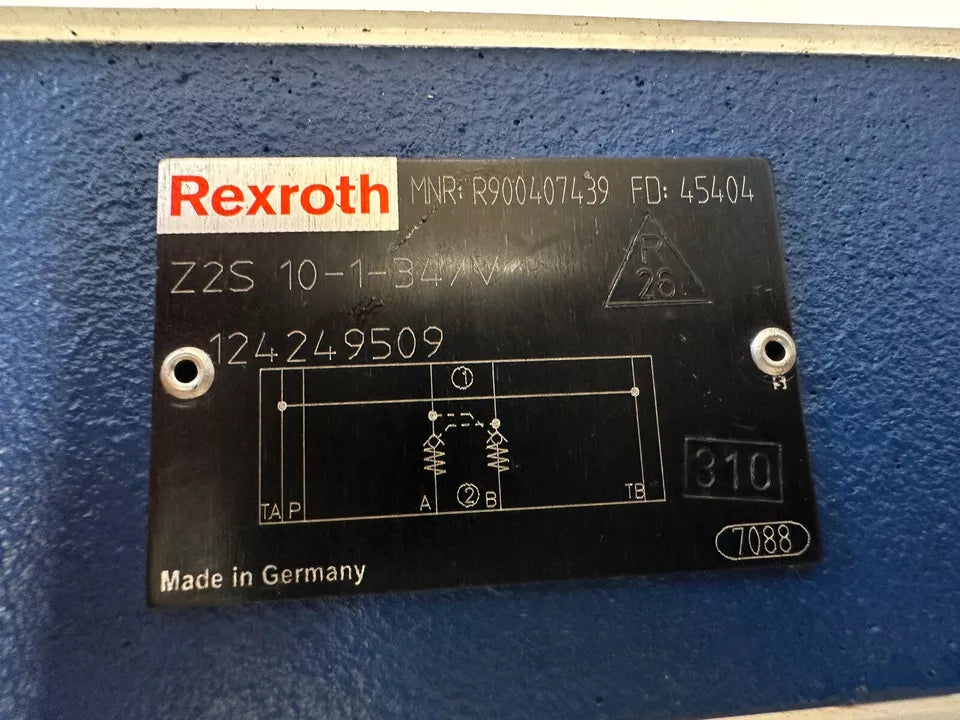 Rexroth MNR: R900407439 FD: 45404
Z2S 10-1-34/V
P
26
124249509
1
TA P A 2 B TB
310
7088
Made in Germany